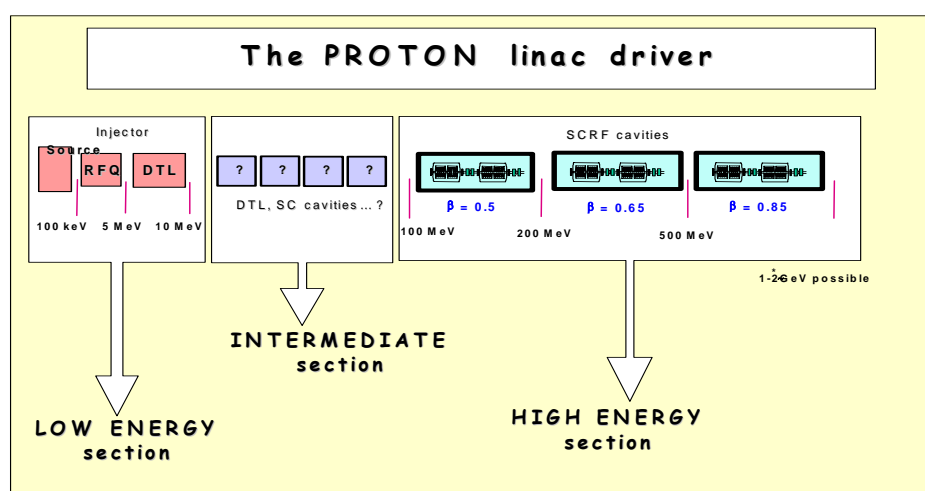 The PROTON linac driver
Injector
Source
RFQ
DTL
100 keV
5 MeV
10 MeV
? ? ? ?
DTL, SC cavities ... ?
SCRF cavities
β = 0.5
β = 0.65
β = 0.85
100 MeV
200 MeV
500 MeV
1-2 GeV possible
INTERMEDIATE
section
LOW ENERGY
section
HIGH ENERGY
section